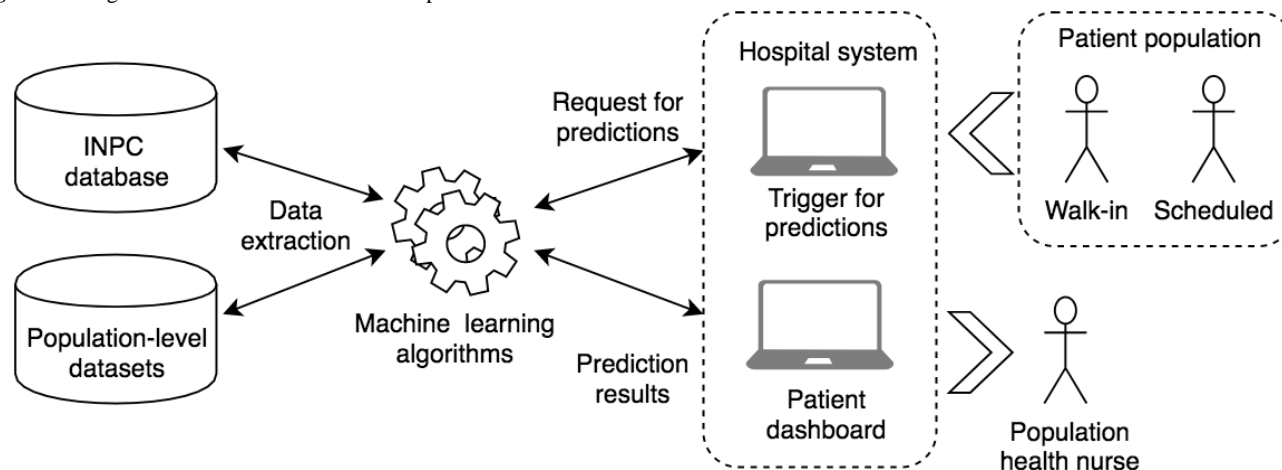 INPC
database
Population-level
datasets
Data
extraction
Machine learning
algorithms
Request for
predictions
Prediction
results
Hospital system
Trigger for
predictions
Patient
dashboard
Patient population
Walk-in
Scheduled
Population
health nurse